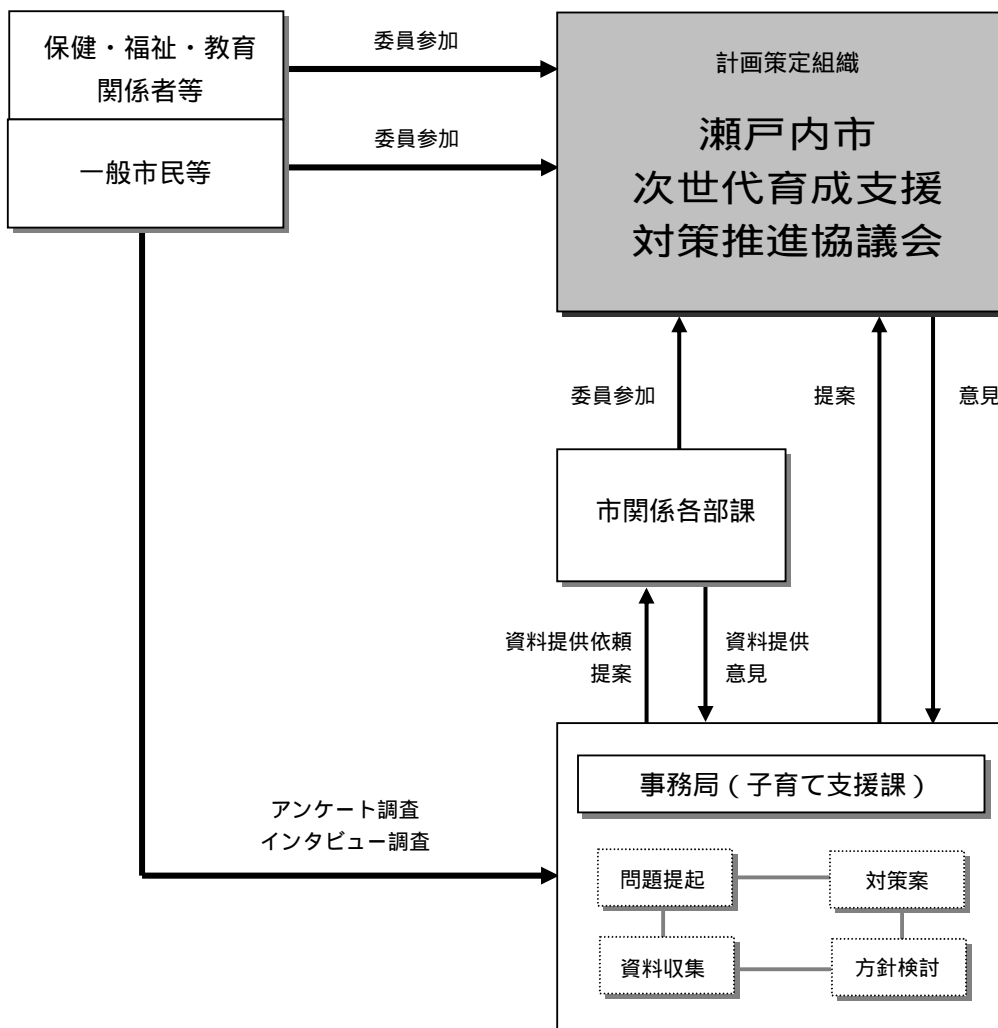 保健・福祉・教育
関係者等
一般市民等
委員参加
委員参加
計画策定組織
瀬戸内市
次世代育成支援
対策推進協議会
委員参加
提案
意見
市関係各部課
資料提供依頼
提案
資料提供
意見
アンケート調査
インタビュー調査
事務局（子育て支援課）
問題提起
対策案
資料収集
方針検討